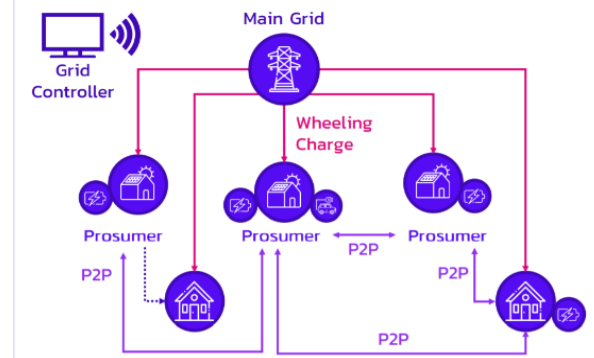 Main Grid
Grid
Controller
Wheeling
Charge
Prosumer
Prosumer
Prosumer
P2P
P2P
P2P
P2P